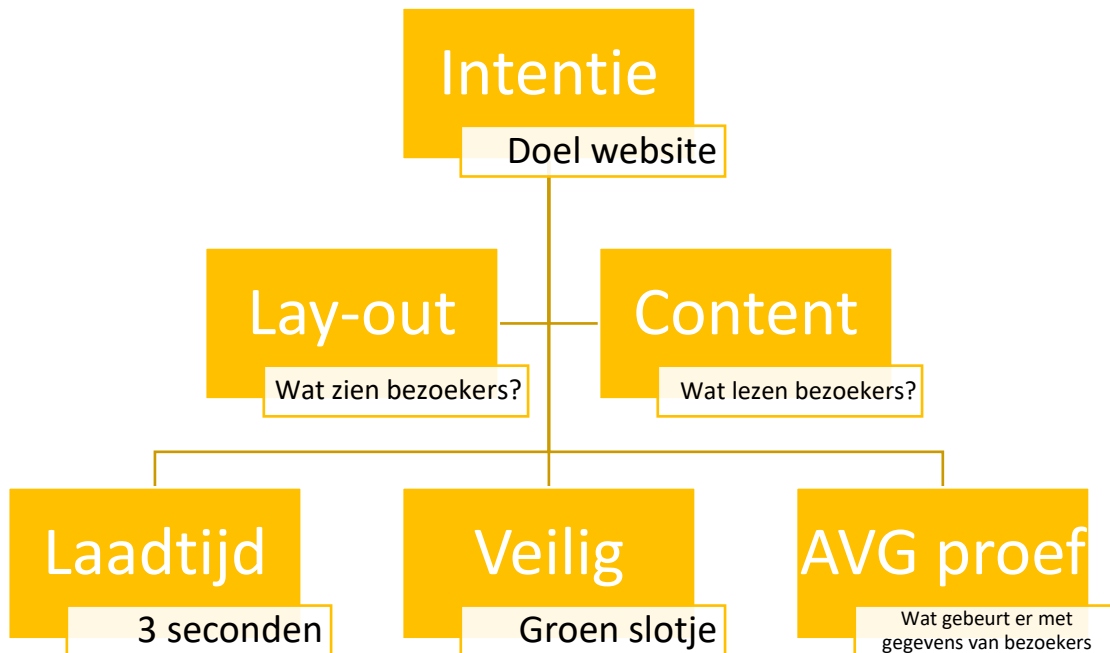 Intentie
Doel website
Lay-out
Wat zien bezoekers?
Content
Wat lezen bezoekers?
Laadtijd
3 seconden
Veilig
Groen slotje
AVG proef
Wat gebeurt er met
gegevens van bezoekers